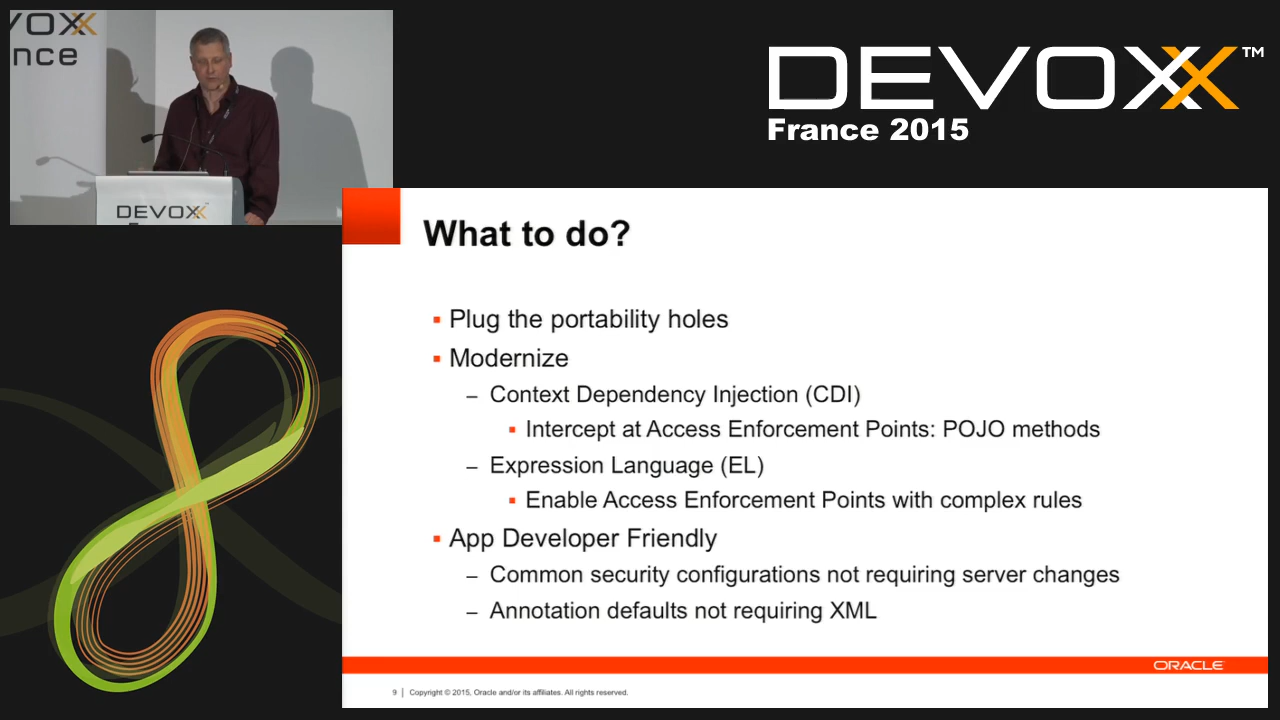 VOXX
nce
DEVOXX
DEVOXX™
France 2015
What to do?
Plug the portability holes
Modernize
– Context Dependency Injection (CDI)
Intercept at Access Enforcement Points: POJO methods
– Expression Language (EL)
Enable Access Enforcement Points with complex rules
App Developer Friendly
– Common security configurations not requiring server changes
– Annotation defaults not requiring XML
ORACLE
9 | Copyright © 2015, Oracle and/or its affiliates. All rights reserved.